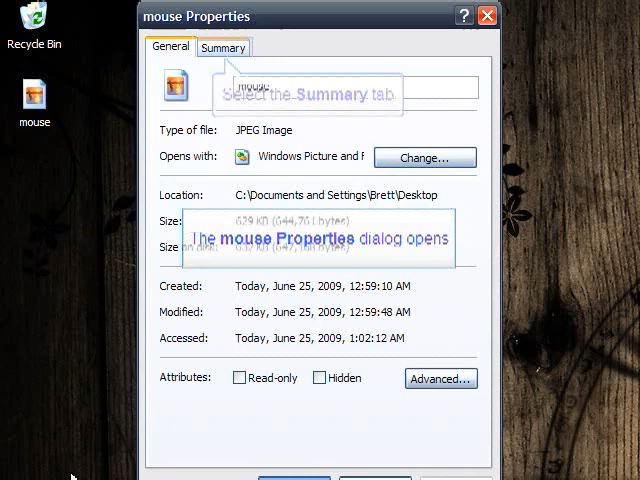 Recycle Bin
mouse
mouse Properties
General
Summary
mouse
Select the Summary tab
Type of file: JPEG Image
Opens with: Windows Picture and F
Change...
Location: C:\Documents and Settings\Brett\Desktop
Size:
The mouse Properties dialog opens
Size on disk:
Created: Today, June 25, 2009, 12:59:10 AM
Modified: Today, June 25, 2009, 12:59:48 AM
Accessed: Today, June 25, 2009, 1:02:12 AM
Attributes: Read-only Hidden
Advanced...